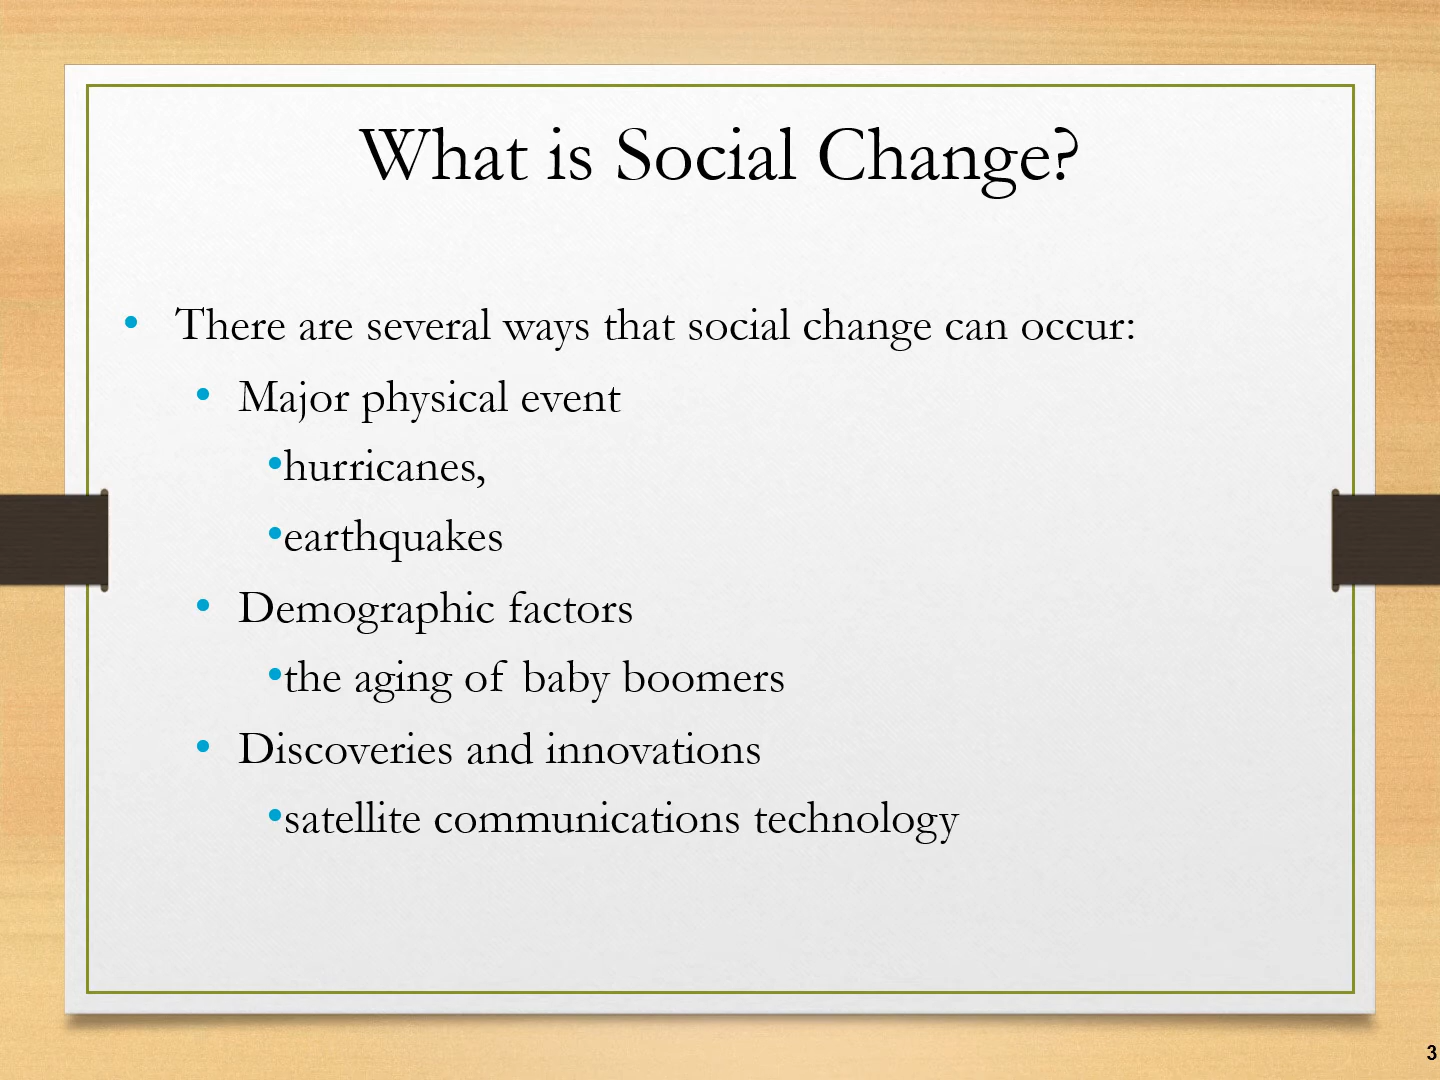 What is Social Change?
• There are several ways that social change can occur:
• Major physical event
•hurricanes,
•earthquakes
• Demographic factors
•the aging of baby boomers
• Discoveries and innovations
•satellite communications technology
3